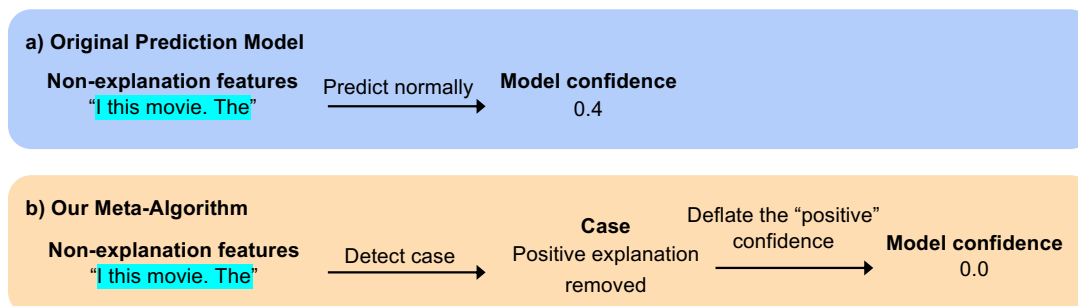 a) Original Prediction Model
Non-explanation features
“I this movie. The”
Predict normally
Model confidence
0.4
b) Our Meta-Algorithm
Non-explanation features
“I this movie. The”
Detect case
Case
Positive explanation
removed
Deflate the “positive”
confidence
Model confidence
0.0